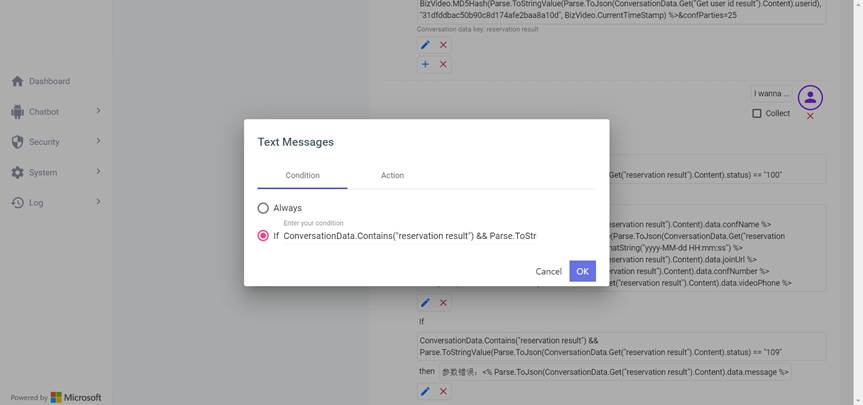 BizVideo.MD5Hash(Parse.ToStringValue(Parse.ToJson(ConversationData.Get("Get user id result").Content).userid),
"31dfddbac50b90c8d174afe2baa8a10d", BizVideo.CurrentTimeStamp) %>&confParties=25
Conversation data key: reservation result
I wanna ...
Collect
Dashboard
Chatbot
Security
System
Log
Text Messages
Condition Action
Always
Enter your condition
If ConversationData.Contains("reservation result") && Parse.ToStr
Cancel OK
Get("reservation result").Content).status) == "100"
reservation result").Content).data.confName %>
(Parse.ToJson(ConversationData.Get("reservation
matString("yyyy-MM-dd HH:mm:ss") %>
reservation result").Content).data.joinUrl %>
ervation result").Content).data.confNumber %>
et("reservation result").Content).data.videoPhone %>
If
ConversationData.Contains("reservation result") &&
Parse.ToStringValue(Parse.ToJson(ConversationData.Get("reservation result").Content).status) == "109"
then 参数错误：<% Parse.ToJson(ConversationData.Get("reservation result").Content).data.message %>
Powered by Microsoft